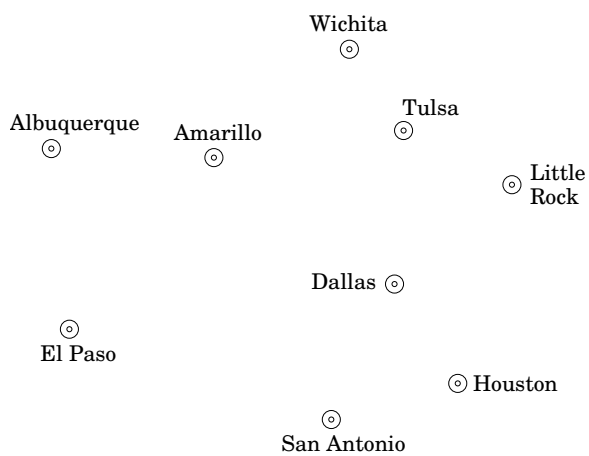 Wichita
Tulsa
Albuquerque
Amarillo
Little
Rock
Dallas
El Paso
Houston
San Antonio